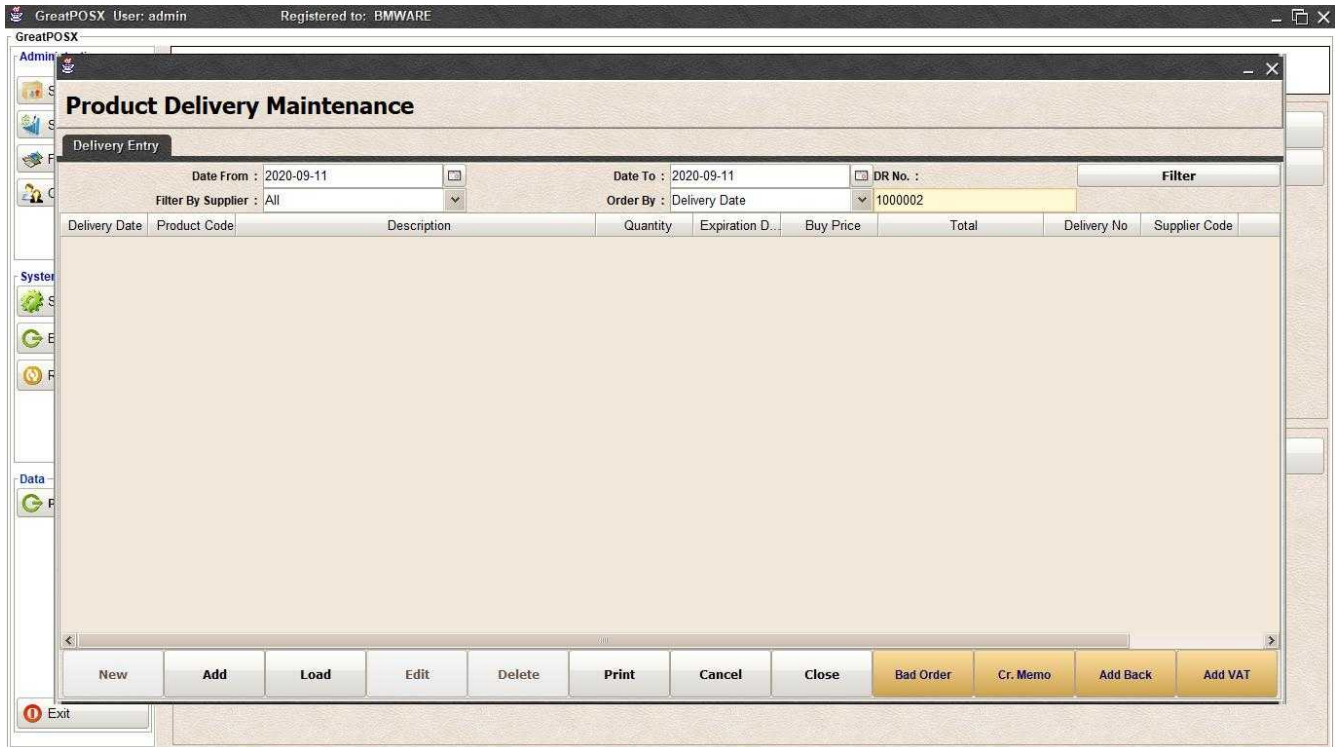 GreatPOSX User: admin Registered to: BMWARE
GreatPOSX
Admin
Product Delivery Maintenance
Delivery Entry
Date From : 2020-09-11 Date To : 2020-09-11 DR No. : Filter
Filter By Supplier : All Order By : Delivery Date 1000002
Delivery Date Product Code Description Quantity Expiration D... Buy Price Total Delivery No Supplier Code
System
Data
New Add Load Edit Delete Print Cancel Close Bad Order Cr. Memo Add Back Add VAT
Exit